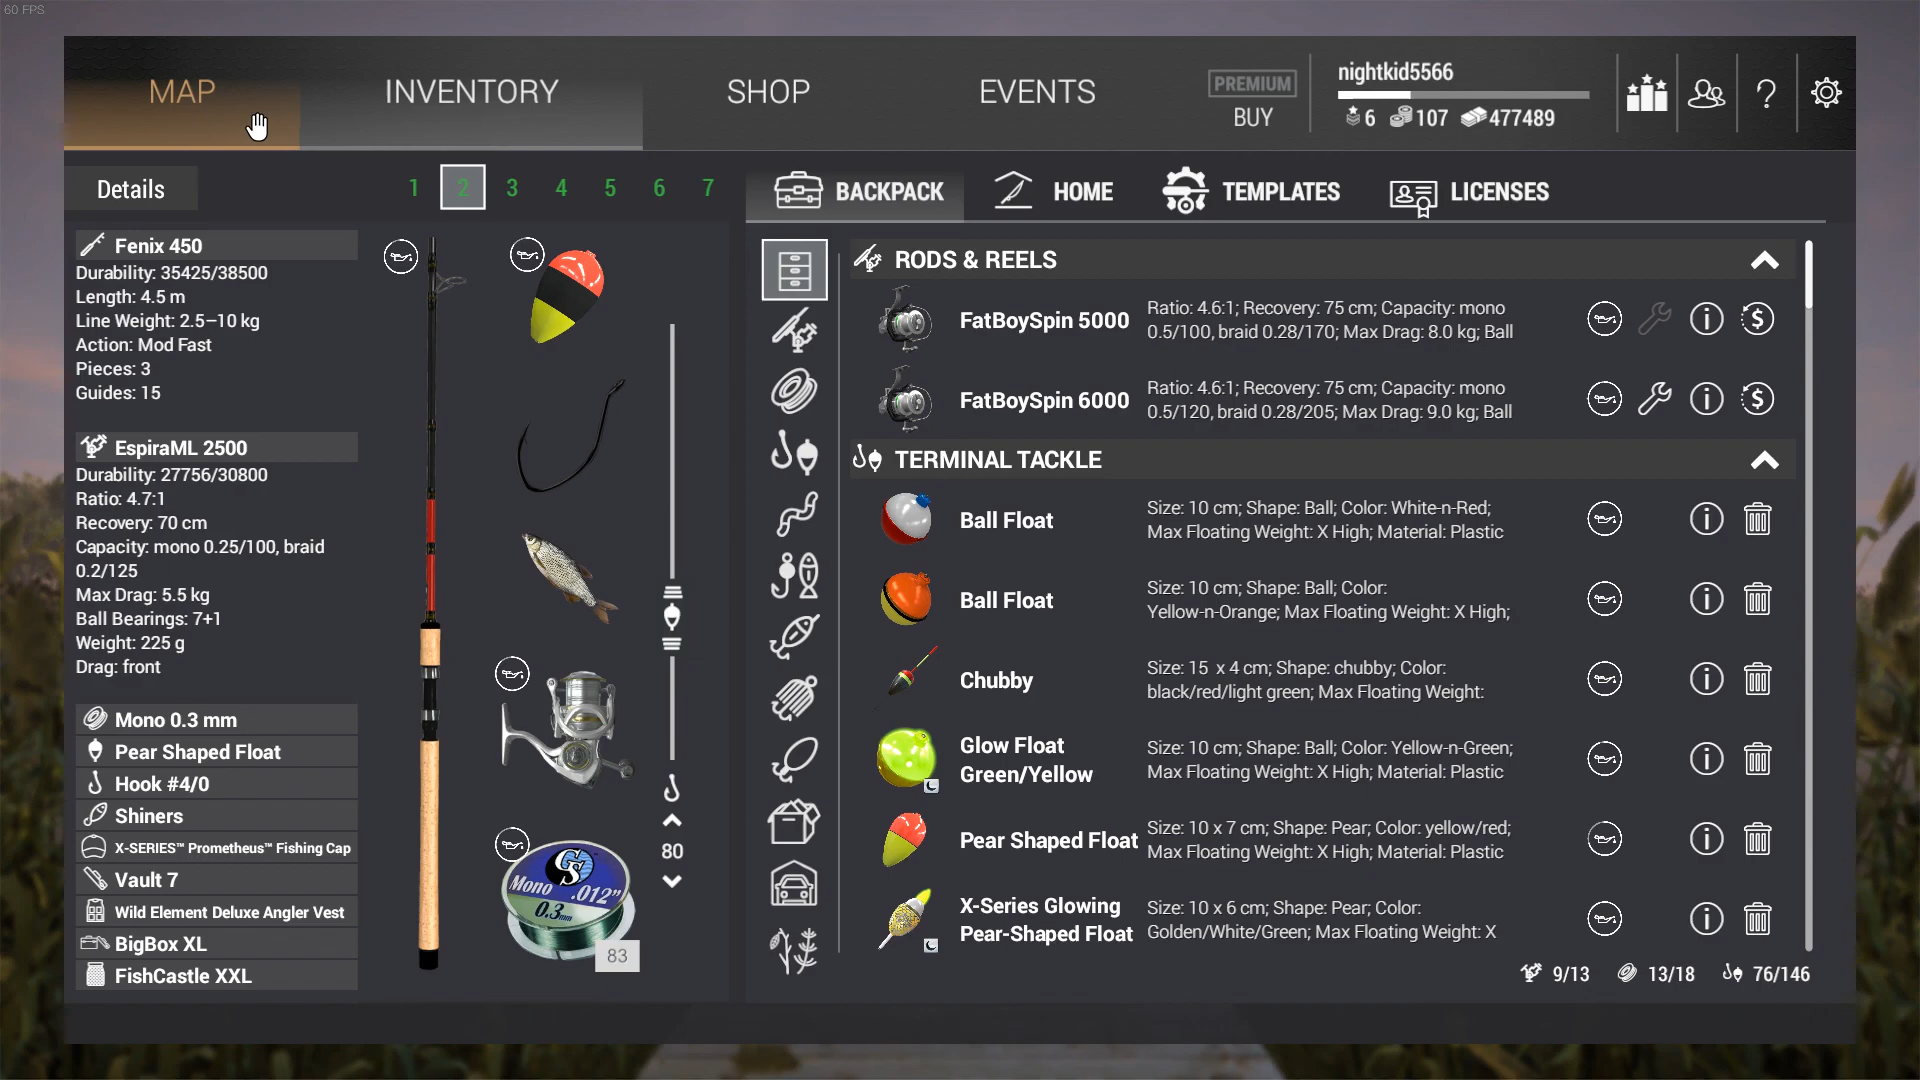 60 FPS
MAP
INVENTORY
SHOP
EVENTS
PREMIUM
BUY
nightkid5566
6
107
477489
Details
1 2 3 4 5 6 7
BACKPACK
HOME
TEMPLATES
LICENSES
Fenix 450
Durability: 35425/38500
Length: 4.5 m
Line Weight: 2.5–10 kg
Action: Mod Fast
Pieces: 3
Guides: 15
EspiraML 2500
Durability: 27756/30800
Ratio: 4.7:1
Recovery: 70 cm
Capacity: mono 0.25/100, braid
0.2/125
Max Drag: 5.5 kg
Ball Bearings: 7+1
Weight: 225 g
Drag: front
Mono 0.3 mm
Pear Shaped Float
Hook #4/0
Shiners
X-SERIES™ Prometheus™ Fishing Cap
Vault 7
Wild Element Deluxe Angler Vest
BigBox XL
FishCastle XXL
80
Mono .012"
0.3mm
83
RODS & REELS
FatBoySpin 5000
Ratio: 4.6:1; Recovery: 75 cm; Capacity: mono
0.5/100, braid 0.28/170; Max Drag: 8.0 kg; Ball
FatBoySpin 6000
Ratio: 4.6:1; Recovery: 75 cm; Capacity: mono
0.5/120, braid 0.28/205; Max Drag: 9.0 kg; Ball
TERMINAL TACKLE
Ball Float
Size: 10 cm; Shape: Ball; Color: White-n-Red;
Max Floating Weight: X High; Material: Plastic
Ball Float
Size: 10 cm; Shape: Ball; Color:
Yellow-n-Orange; Max Floating Weight: X High;
Chubby
Size: 15 x 4 cm; Shape: chubby; Color:
black/red/light green; Max Floating Weight:
Glow Float
Green/Yellow
Size: 10 cm; Shape: Ball; Color: Yellow-n-Green;
Max Floating Weight: X High; Material: Plastic
Pear Shaped Float
Size: 10 x 7 cm; Shape: Pear; Color: yellow/red;
Max Floating Weight: X High; Material: Plastic
X-Series Glowing
Pear-Shaped Float
Size: 10 x 6 cm; Shape: Pear; Color:
Golden/White/Green; Max Floating Weight: X
9/13
13/18
76/146